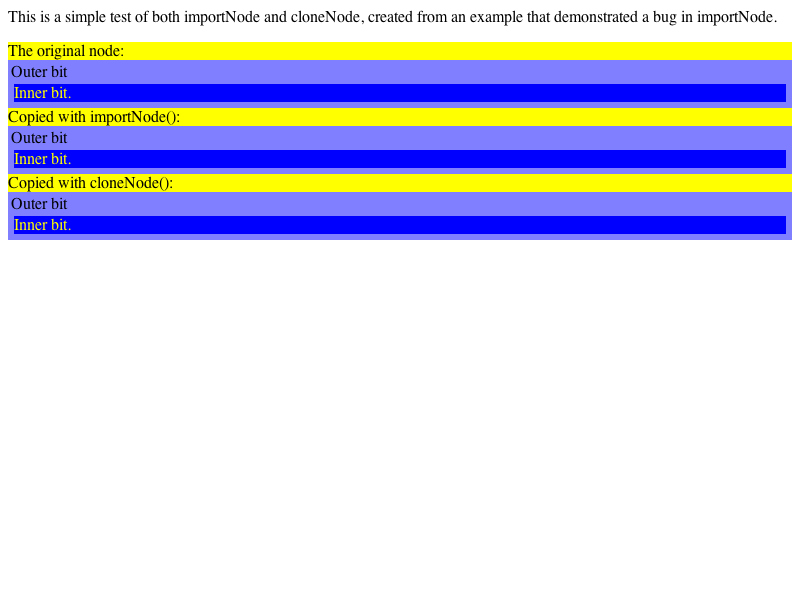 This is a simple test of both importNode and cloneNode, created from an example that demonstrated a bug in importNode.
The original node:
Outer bit
Inner bit.
Copied with importNode():
Outer bit
Inner bit.
Copied with cloneNode():
Outer bit
Inner bit.